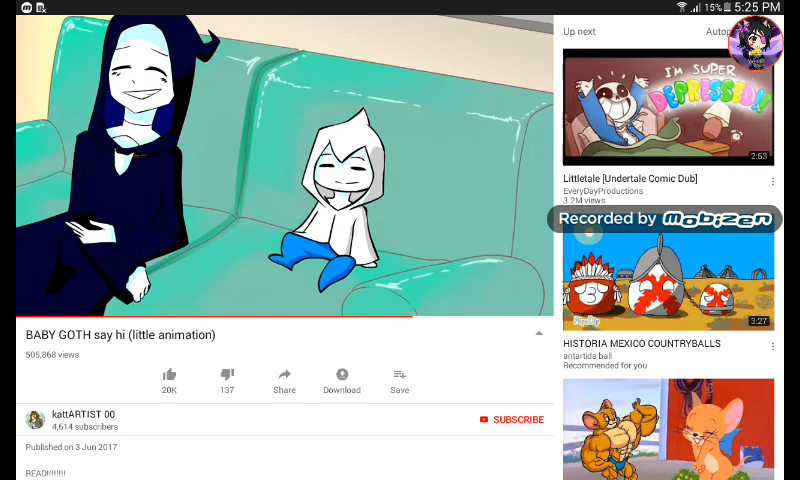 15% 5:25 PM
Up next
I'M SUPER
DEPRESSED!!
2:53
Littletale [Undertale Comic Dub]
EveryDayProductions
3.2M views
Recorded by mobizen
3:27
HISTORIA MEXICO COUNTRYBALLS
antartida ball
Recommended for you
BABY GOTH say hi (little animation)
505,868 views
20K
137
Share
Download
Save
kattARTIST 00
4,614 subscribers
SUBSCRIBE
Published on 3 Jun 2017
READ!!!!!!!!!